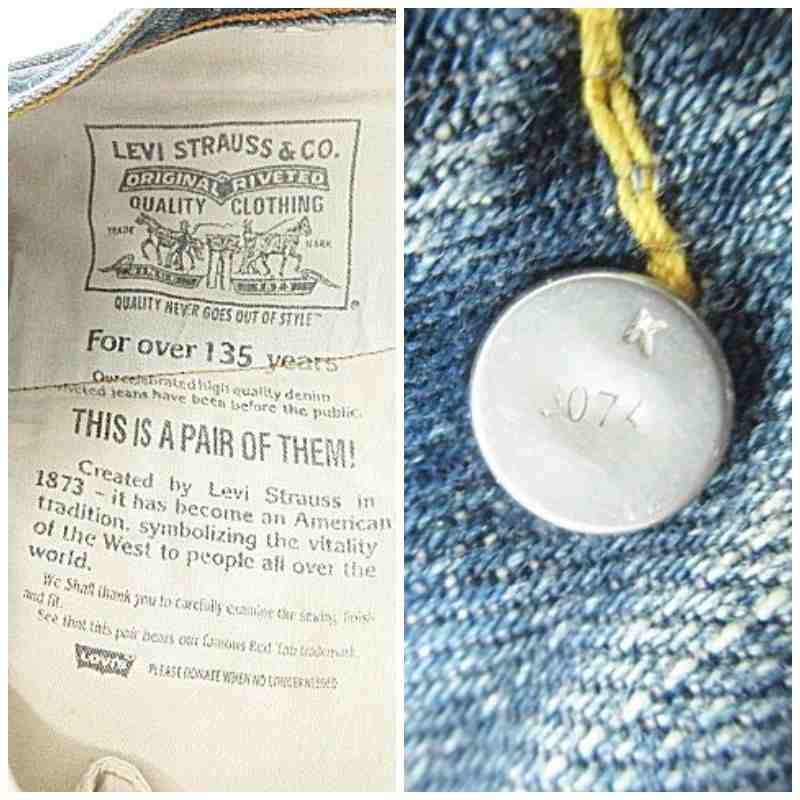 LEVI STRAUSS & CO.
ORIGINAL RIVETED
QUALITY CLOTHING
TRADE MARK
QUALITY NEVER GOES OUT OF STYLE™
®
For over 135 years
Our celebrated high quality denim
riveted jeans have been before the public.
THIS IS A PAIR OF THEM!
Created by Levi Strauss in
1873 - it has become an American
tradition, symbolizing the vitality
of the West to people all over the
world.
We Shall thank you to carefully examine our sewing, finish
and fit.
See that this pair bears our famous Red Tab trademark.
LEVI'S
PLEASE DONATE WHEN NO LONGER NEEDED
K